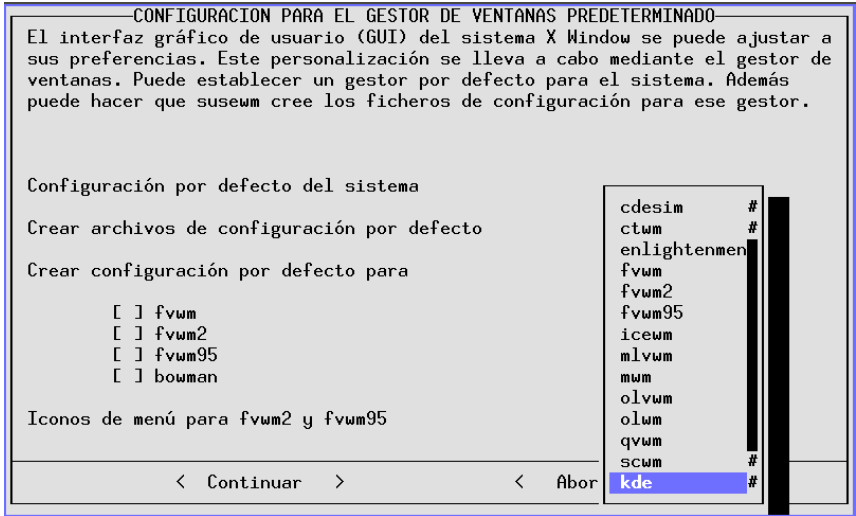 CONFIGURACION PARA EL GESTOR DE VENTANAS PREDETERMINADO
El interfaz gráfico de usuario (GUI) del sistema X Window se puede ajustar a
sus preferencias. Este personalización se lleva a cabo mediante el gestor de
ventanas. Puede establecer un gestor por defecto para el sistema. Además
puede hacer que susewm cree los ficheros de configuración para ese gestor.
Configuración por defecto del sistema
Crear archivos de configuración por defecto
Crear configuración por defecto para
[ ] fvwm
[ ] fvwm2
[ ] fvwm95
[ ] bowman
Iconos de menú para fvwm2 y fvwm95
< Continuar >
< Abor
cdesim #
ctwm #
enlightenmen
fvwm
fvwm2
fvwm95
icewm
mlvwm
mwm
olvwm
olwm
qvwm
scwm #
kde #